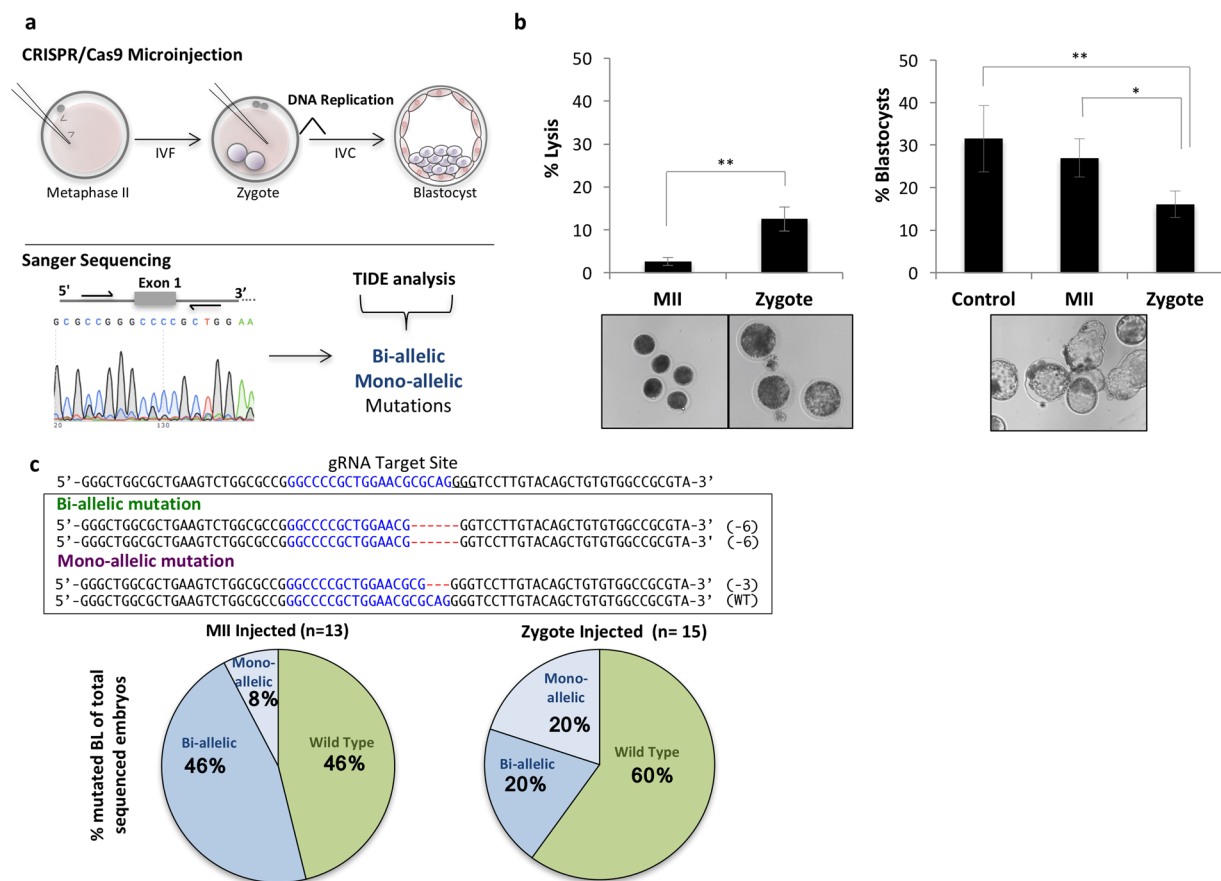 a
CRISPR/Cas9 Microinjection
DNA Replication
IVF
IVC
Metaphase II
Zygote
Blastocyst
Sanger Sequencing
5'
Exon 1
3'
G C G C C G G G C C C C G C T G G A A
20
130
TIDE analysis
Bi-allelic
Mono-allelic
Mutations
b
% Lysis
50
40
30
20
10
0
**
MII
Zygote
% Blastocysts
50
40
30
20
10
0
**
*
Control
MII
Zygote
c
gRNA Target Site
5'-GGGCTGGCGCTGAAGTCTGGCGCCGGGCCCCGCTGGAACGCGCAGGGGTCCTTGTACAGCTGTGTGGCCGCGTA-3'
Bi-allelic mutation
5'-GGGCTGGCGCTGAAGTCTGGCGCCGGGCCCCGCTGGAACG------GGTCCTTGTACAGCTGTGTGGCCGCGTA-3' (-6)
5'-GGGCTGGCGCTGAAGTCTGGCGCCGGGCCCCGCTGGAACG------GGTCCTTGTACAGCTGTGTGGCCGCGTA-3' (-6)
Mono-allelic mutation
5'-GGGCTGGCGCTGAAGTCTGGCGCCGGGCCCCGCTGGAACGCG---GGGTCCTTGTACAGCTGTGTGGCCGCGTA-3' (-3)
5'-GGGCTGGCGCTGAAGTCTGGCGCCGGGCCCCGCTGGAACGCGCAGGGGTCCTTGTACAGCTGTGTGGCCGCGTA-3' (WT)
% mutated BL of total
sequenced embryos
MII Injected (n=13)
Mono-
allelic
8%
Bi-allelic
46%
Wild Type
46%
Zygote Injected (n= 15)
Mono-
allelic
20%
Bi-allelic
20%
Wild Type
60%